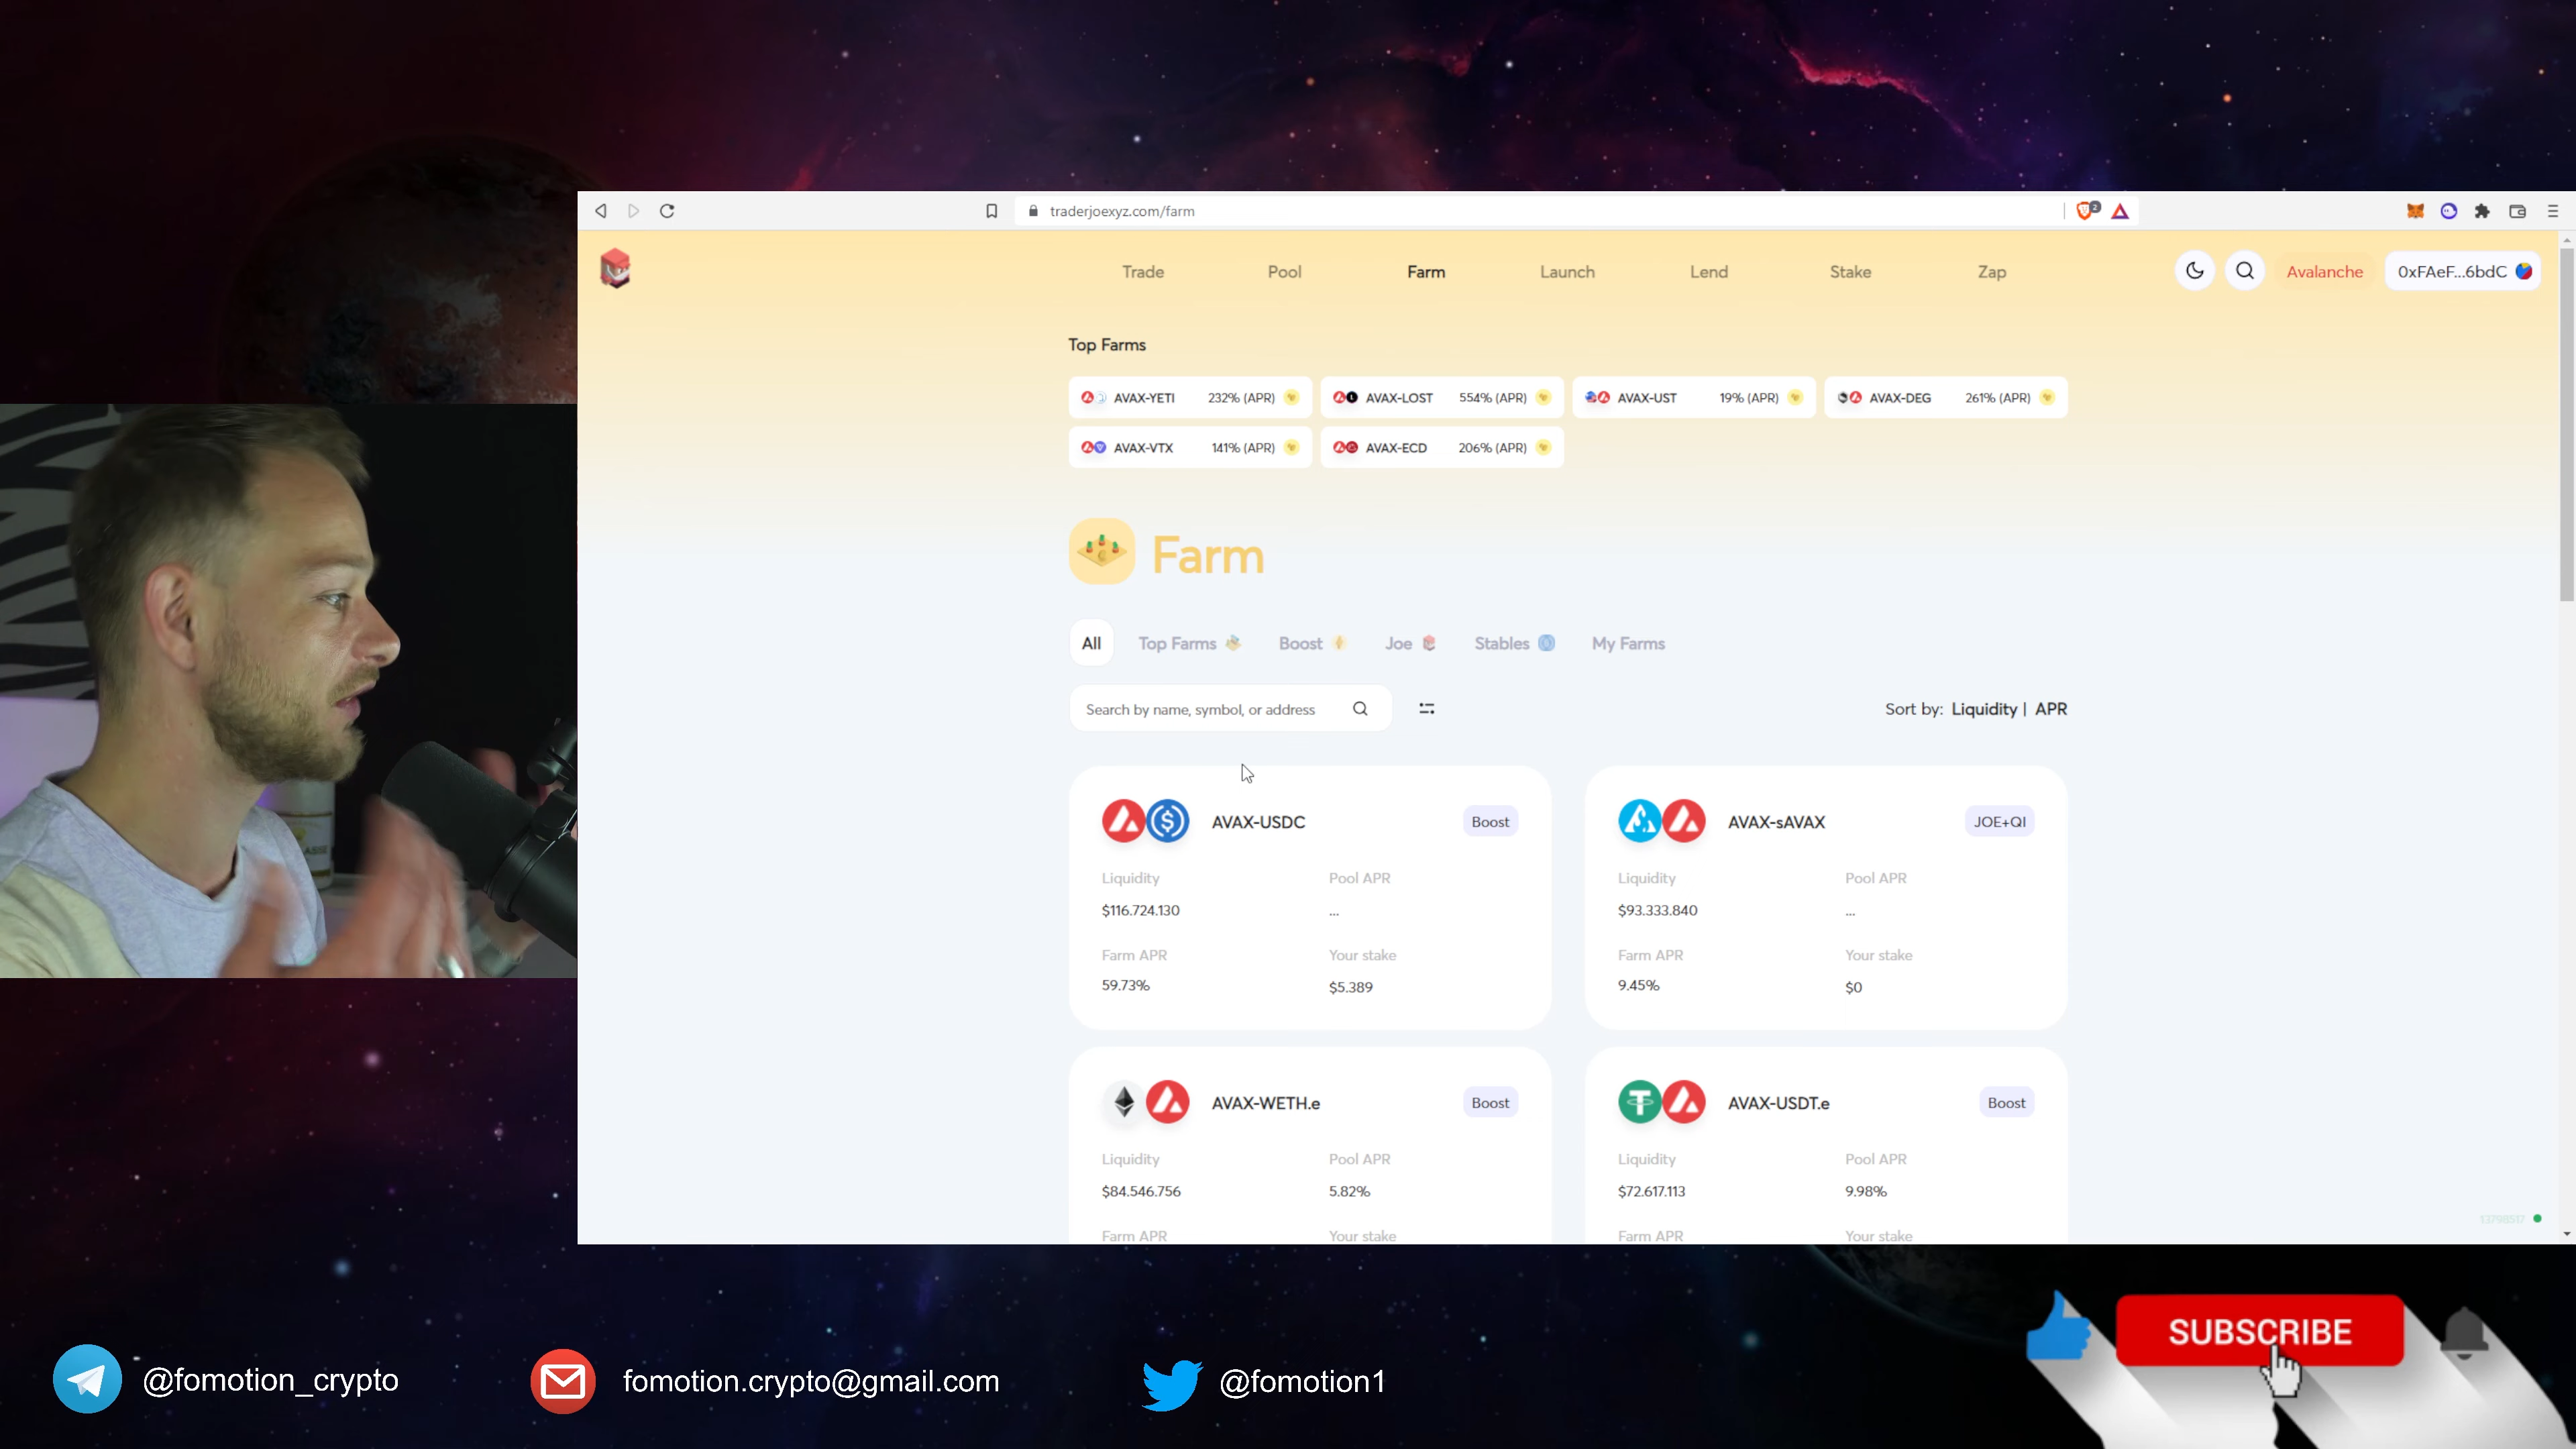 traderjoexyz.com/farm
2
Trade Pool Farm Launch Lend Stake Zap
Avalanche 0xFAeF...6bdC
Top Farms
AVAX-YETI 232% (APR) AVAX-LOST 554% (APR) AVAX-UST 19% (APR) AVAX-DEG 261% (APR)
AVAX-VTX 141% (APR) AVAX-ECD 206% (APR)
Farm
All Top Farms Boost Joe Stables My Farms
Search by name, symbol, or address Sort by: Liquidity | APR
AVAX-USDC Boost
Liquidity Pool APR
$116.724.130 ...
Farm APR Your stake
59.73% $5.389
AVAX-sAVAX JOE+QI
Liquidity Pool APR
$93.333.840 ...
Farm APR Your stake
9.45% $0
AVAX-WETH.e Boost
Liquidity Pool APR
$84.546.756 5.82%
Farm APR Your stake
AVAX-USDT.e Boost
Liquidity Pool APR
$72.617.113 9.98%
Farm APR Your stake
@fomotion_crypto fomotion.crypto@gmail.com @fomotion1
SUBSCRIBE